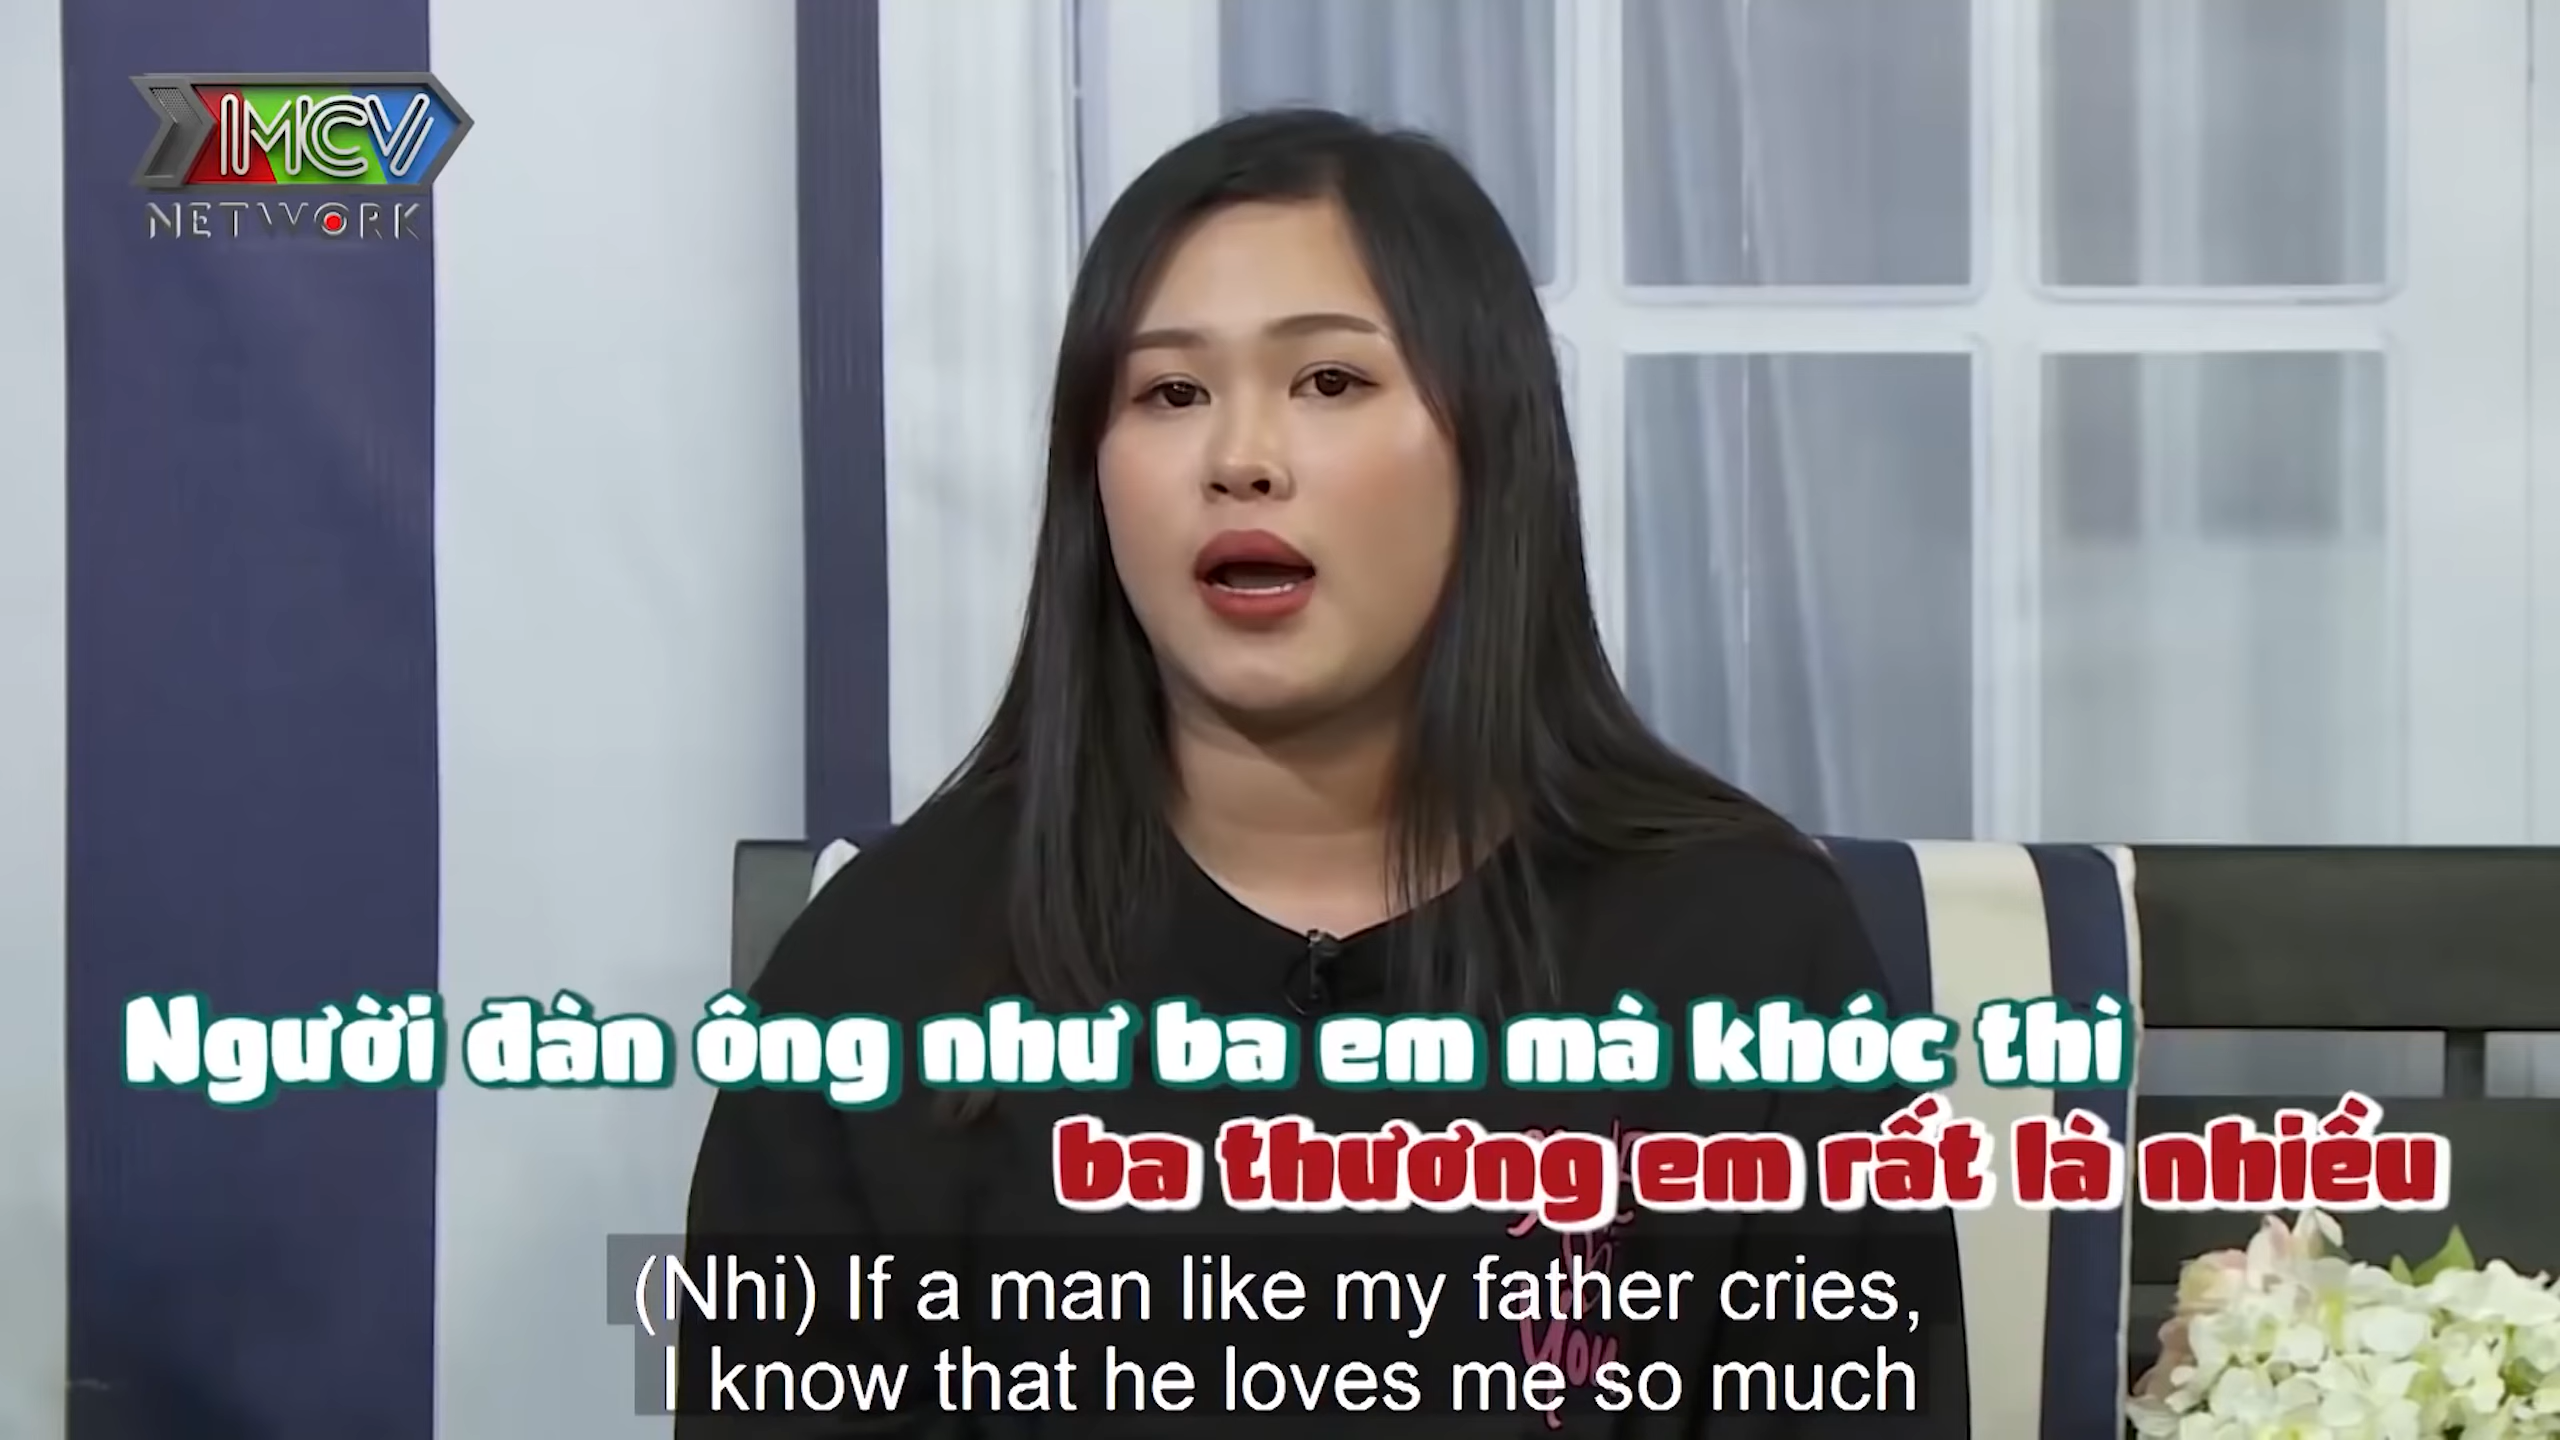 MCV
NETWORK
Người đàn ông như ba em mà khóc thì
ba thương em rất là nhiều
(Nhi) If a man like my father cries,
I know that he loves me so much
You